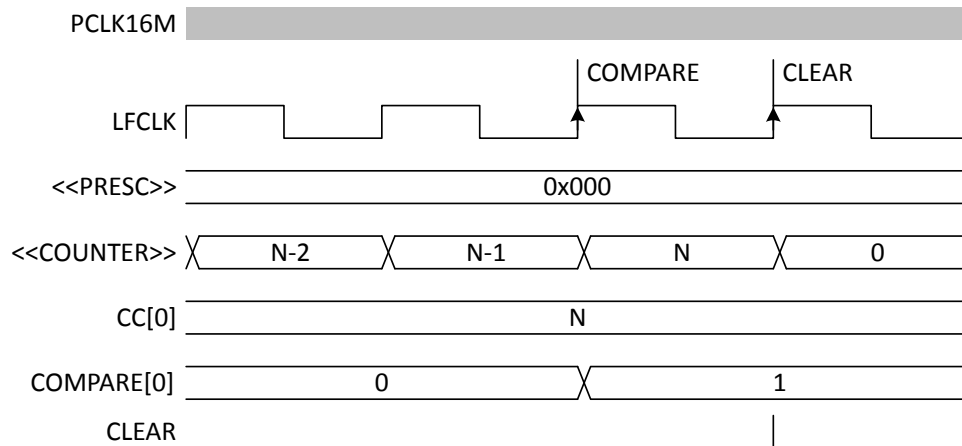 PCLK16M
COMPARE CLEAR
LFCLK
<<PRESC>> 0x000
<<COUNTER>> N-2 N-1 N 0
CC[0] N
COMPARE[0] 0 1
CLEAR